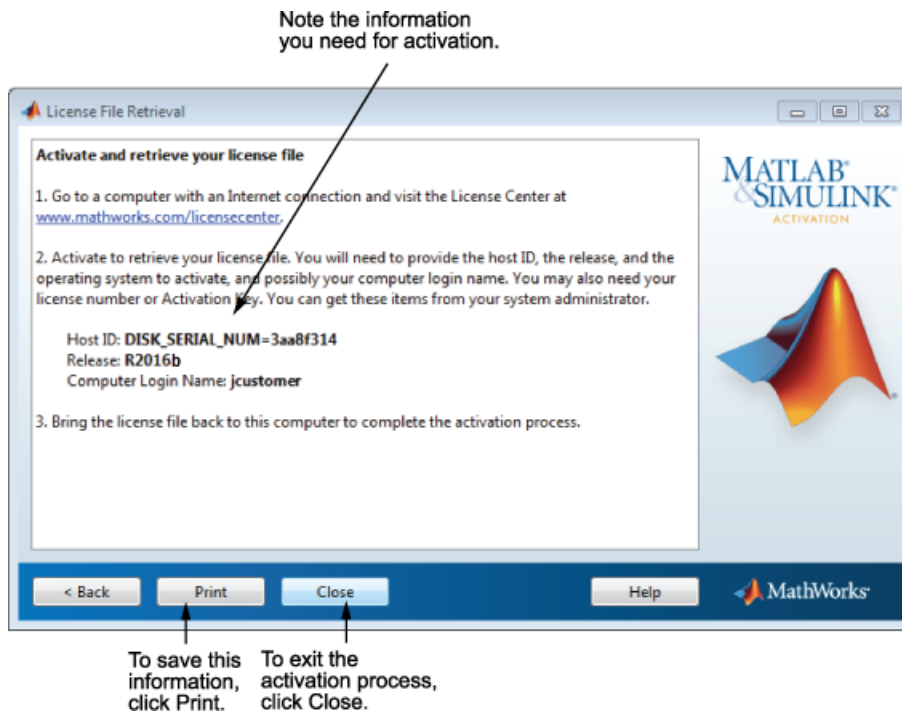 Note the information
you need for activation.
License File Retrieval
Activate and retrieve your license file
1. Go to a computer with an Internet connection and visit the License Center at
www.mathworks.com/licensecenter.
2. Activate to retrieve your license file. You will need to provide the host ID, the release, and the
operating system to activate, and possibly your computer login name. You may also need your
license number or Activation Key. You can get these items from your system administrator.
Host ID: DISK_SERIAL_NUM=3aa8f314
Release: R2016b
Computer Login Name: jcustomer
3. Bring the license file back to this computer to complete the activation process.
MATLAB®
&SIMULINK®
ACTIVATION
< Back
Print
Close
Help
MathWorks®
To save this
information,
click Print.
To exit the
activation process,
click Close.